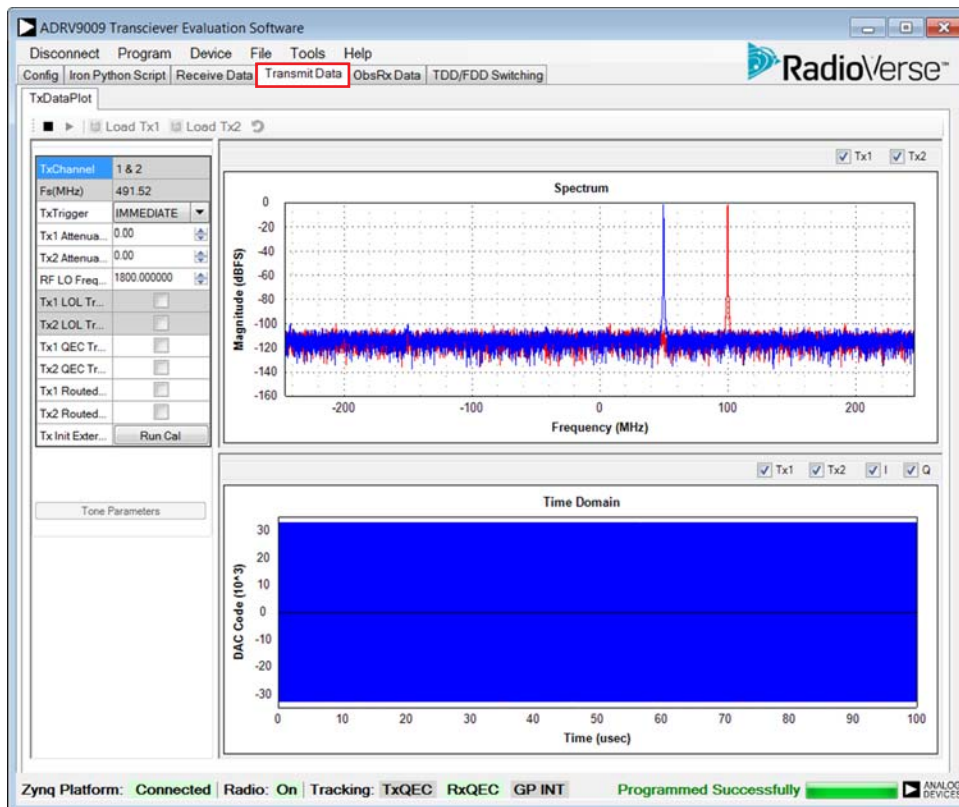 ADRV9009 Transciever Evaluation Software
Disconnect Program Device File Tools Help
RadioVerse™
Config Iron Python Script Receive Data Transmit Data ObsRx Data TDD/FDD Switching
TxDataPlot
Load Tx1 Load Tx2
Tx1 Tx2
TxChannel 1 & 2
Fs(MHz) 491.52
TxTrigger IMMEDIATE
Tx1 Attenua... 0.00
Tx2 Attenua... 0.00
RF LO Freq... 1800.000000
Tx1 LOL Tr...
Tx2 LOL Tr...
Tx1 QEC Tr...
Tx2 QEC Tr...
Tx1 Routed...
Tx2 Routed...
Tx Init Exter... Run Cal
Tone Parameters
Spectrum
Magnitude (dBFS)
0
-20
-40
-60
-80
-100
-120
-140
-160
-200 -100 0 100 200
Frequency (MHz)
Tx1 Tx2 I Q
Time Domain
DAC Code (10^3)
30
20
10
0
-10
-20
-30
0 10 20 30 40 50 60 70 80 90 100
Time (usec)
Zynq Platform: Connected Radio: On Tracking: TxQEC RxQEC GP INT Programmed Successfully
ANALOG
DEVICES